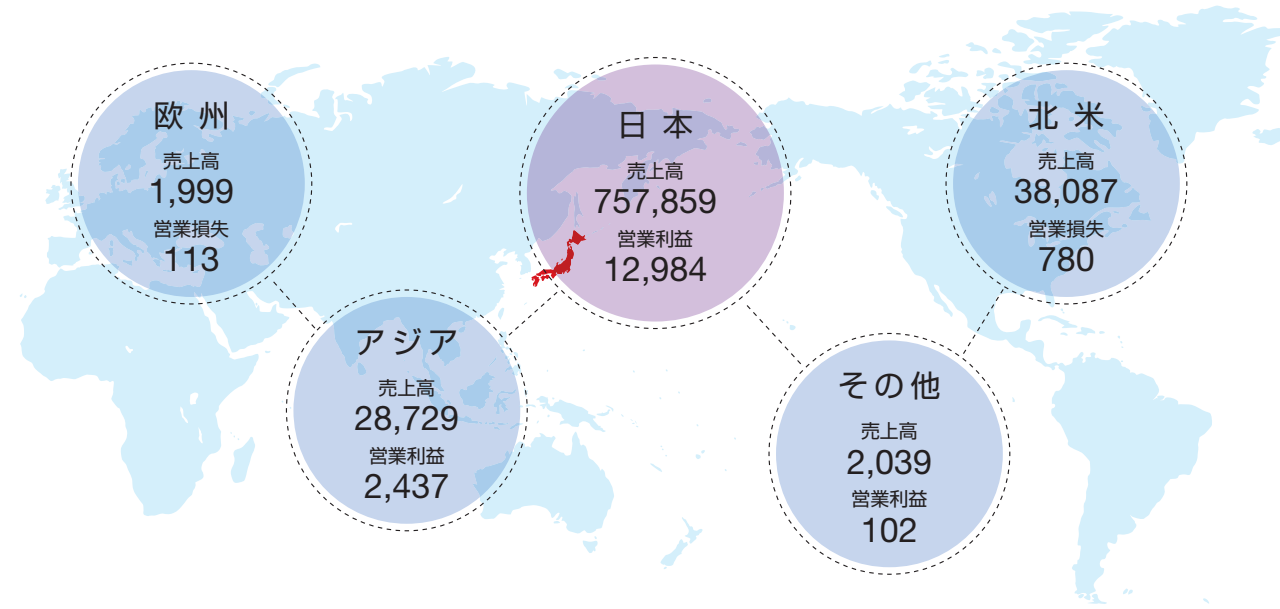 欧州
売上高
1,999
営業損失
113
アジア
売上高
28,729
営業利益
2,437
日本
売上高
757,859
営業利益
12,984
その他
売上高
2,039
営業利益
102
北米
売上高
38,087
営業損失
780